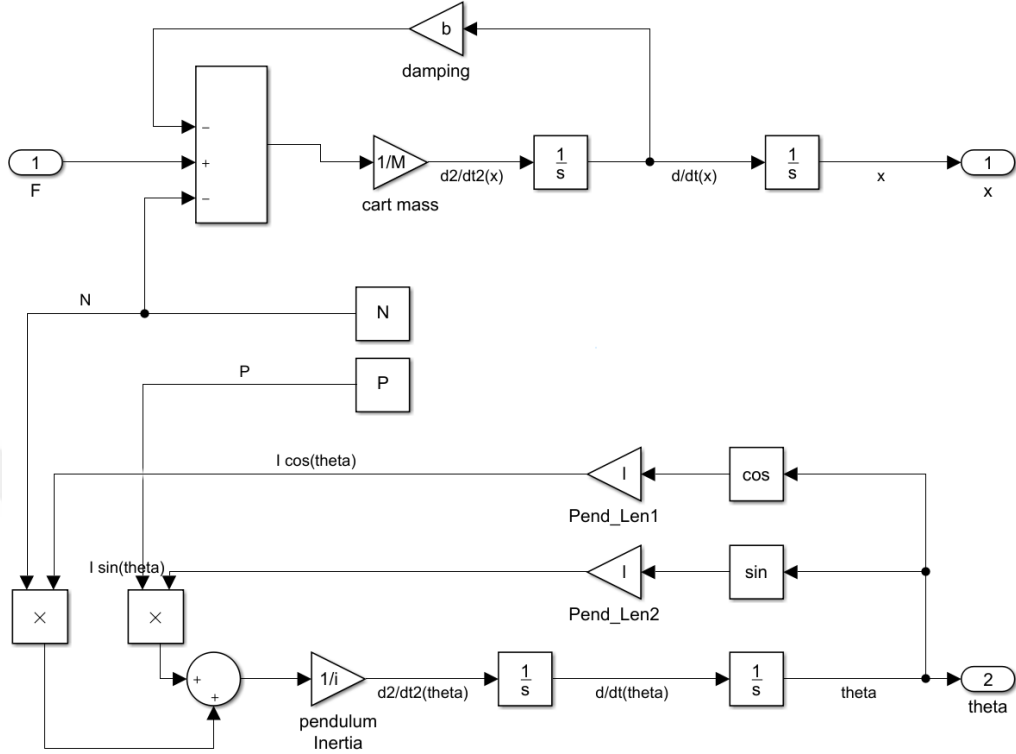 b
damping
−
1
+
1/M
1
s
1
s
1
F
d2/dt2(x)
d/dt(x)
x
x
−
cart mass
N
N
P
P
l cos(theta)
l
cos
Pend_Len1
l sin(theta)
l
sin
×
×
Pend_Len2
+
+
1/i
1
s
1
s
2
d2/dt2(theta)
d/dt(theta)
theta
theta
pendulum
Inertia